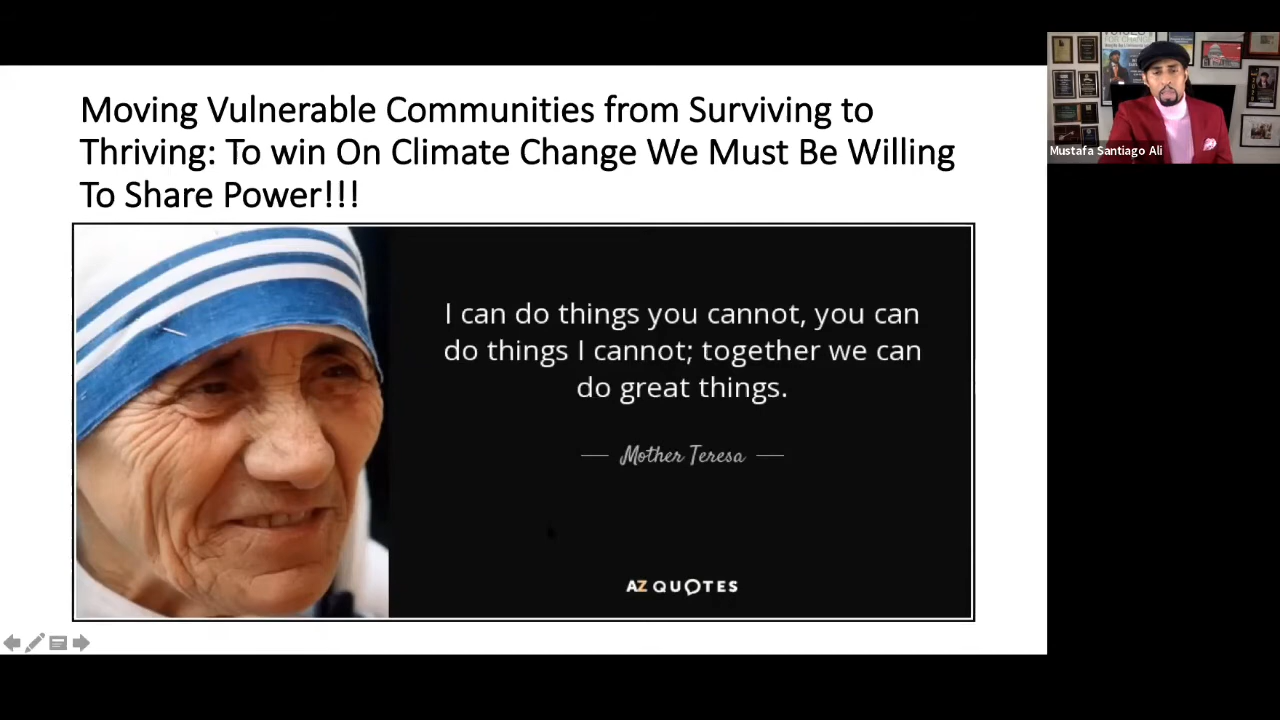 Moving Vulnerable Communities from Surviving to
Thriving: To win On Climate Change We Must Be Willing
To Share Power!!!
I can do things you cannot, you can
do things I cannot; together we can
do great things.
Mother Teresa
AZ QUOTES
FOR CHANGE
Mustafa Santiago Ali